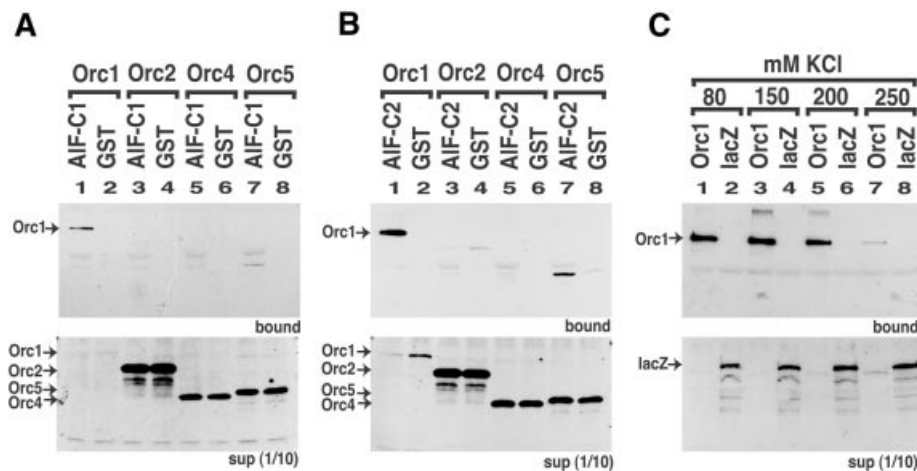 A
Orc1 Orc2 Orc4 Orc5
AIF-C1 GST AIF-C1 GST AIF-C1 GST AIF-C1 GST
1 2 3 4 5 6 7 8
Orc1
bound
Orc1
Orc2
Orc5
Orc4
sup (1/10)
B
Orc1 Orc2 Orc4 Orc5
AIF-C2 GST AIF-C2 GST AIF-C2 GST AIF-C2 GST
1 2 3 4 5 6 7 8
Orc1
bound
Orc1
Orc2
Orc5
Orc4
sup (1/10)
C
mM KCl
80 150 200 250
Orc1 lacZ Orc1 lacZ Orc1 lacZ Orc1 lacZ
1 2 3 4 5 6 7 8
Orc1
bound
lacZ
sup (1/10)